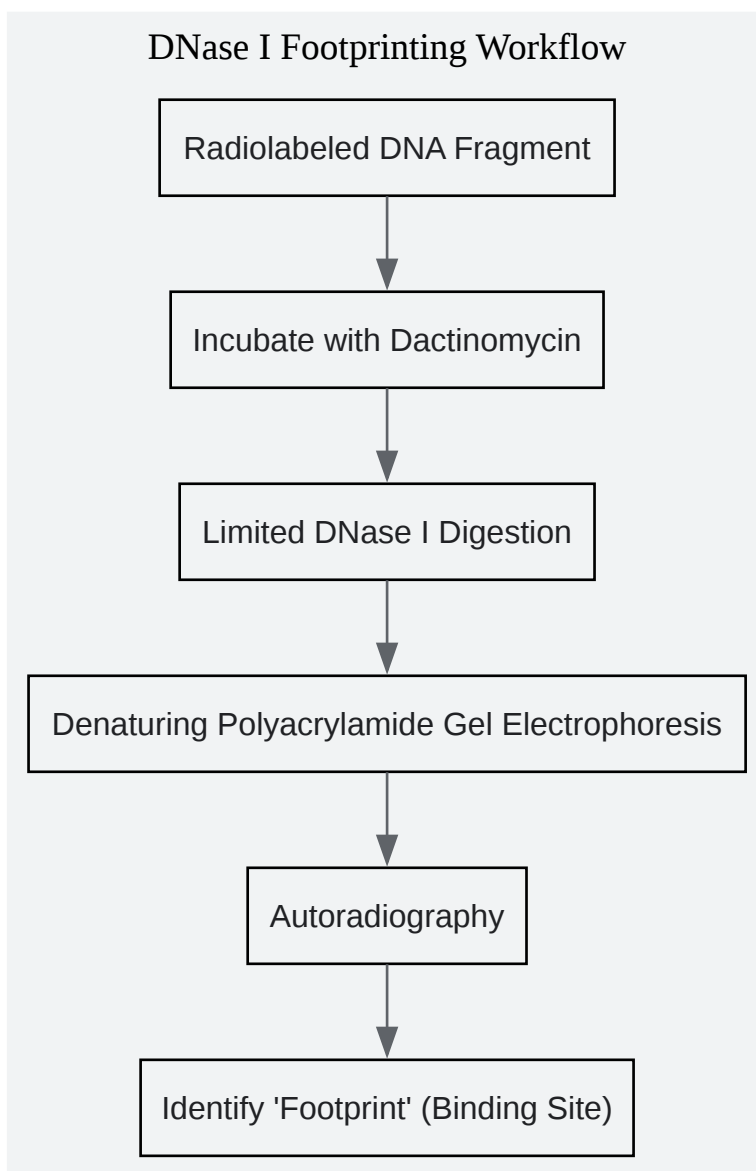 DNase I Footprinting Workflow
Radiolabeled DNA Fragment
Incubate with Dactinomycin
Limited DNase I Digestion
Denaturing Polyacrylamide Gel Electrophoresis
Autoradiography
Identify 'Footprint' (Binding Site)